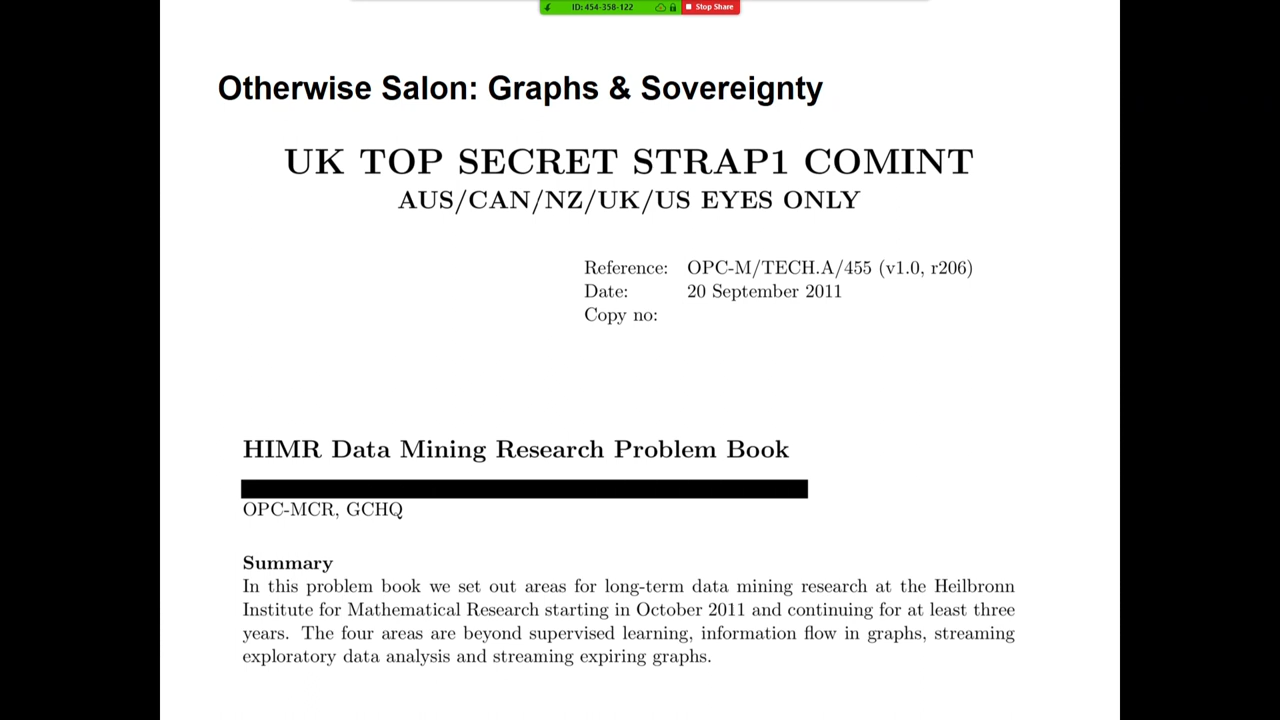 ID: 454-358-122 Stop Share
Otherwise Salon: Graphs & Sovereignty
UK TOP SECRET STRAP1 COMINT
AUS/CAN/NZ/UK/US EYES ONLY
Reference: OPC-M/TECH.A/455 (v1.0, r206)
Date: 20 September 2011
Copy no:
HIMR Data Mining Research Problem Book
OPC-MCR, GCHQ
Summary
In this problem book we set out areas for long-term data mining research at the Heilbronn
Institute for Mathematical Research starting in October 2011 and continuing for at least three
years. The four areas are beyond supervised learning, information flow in graphs, streaming
exploratory data analysis and streaming expiring graphs.